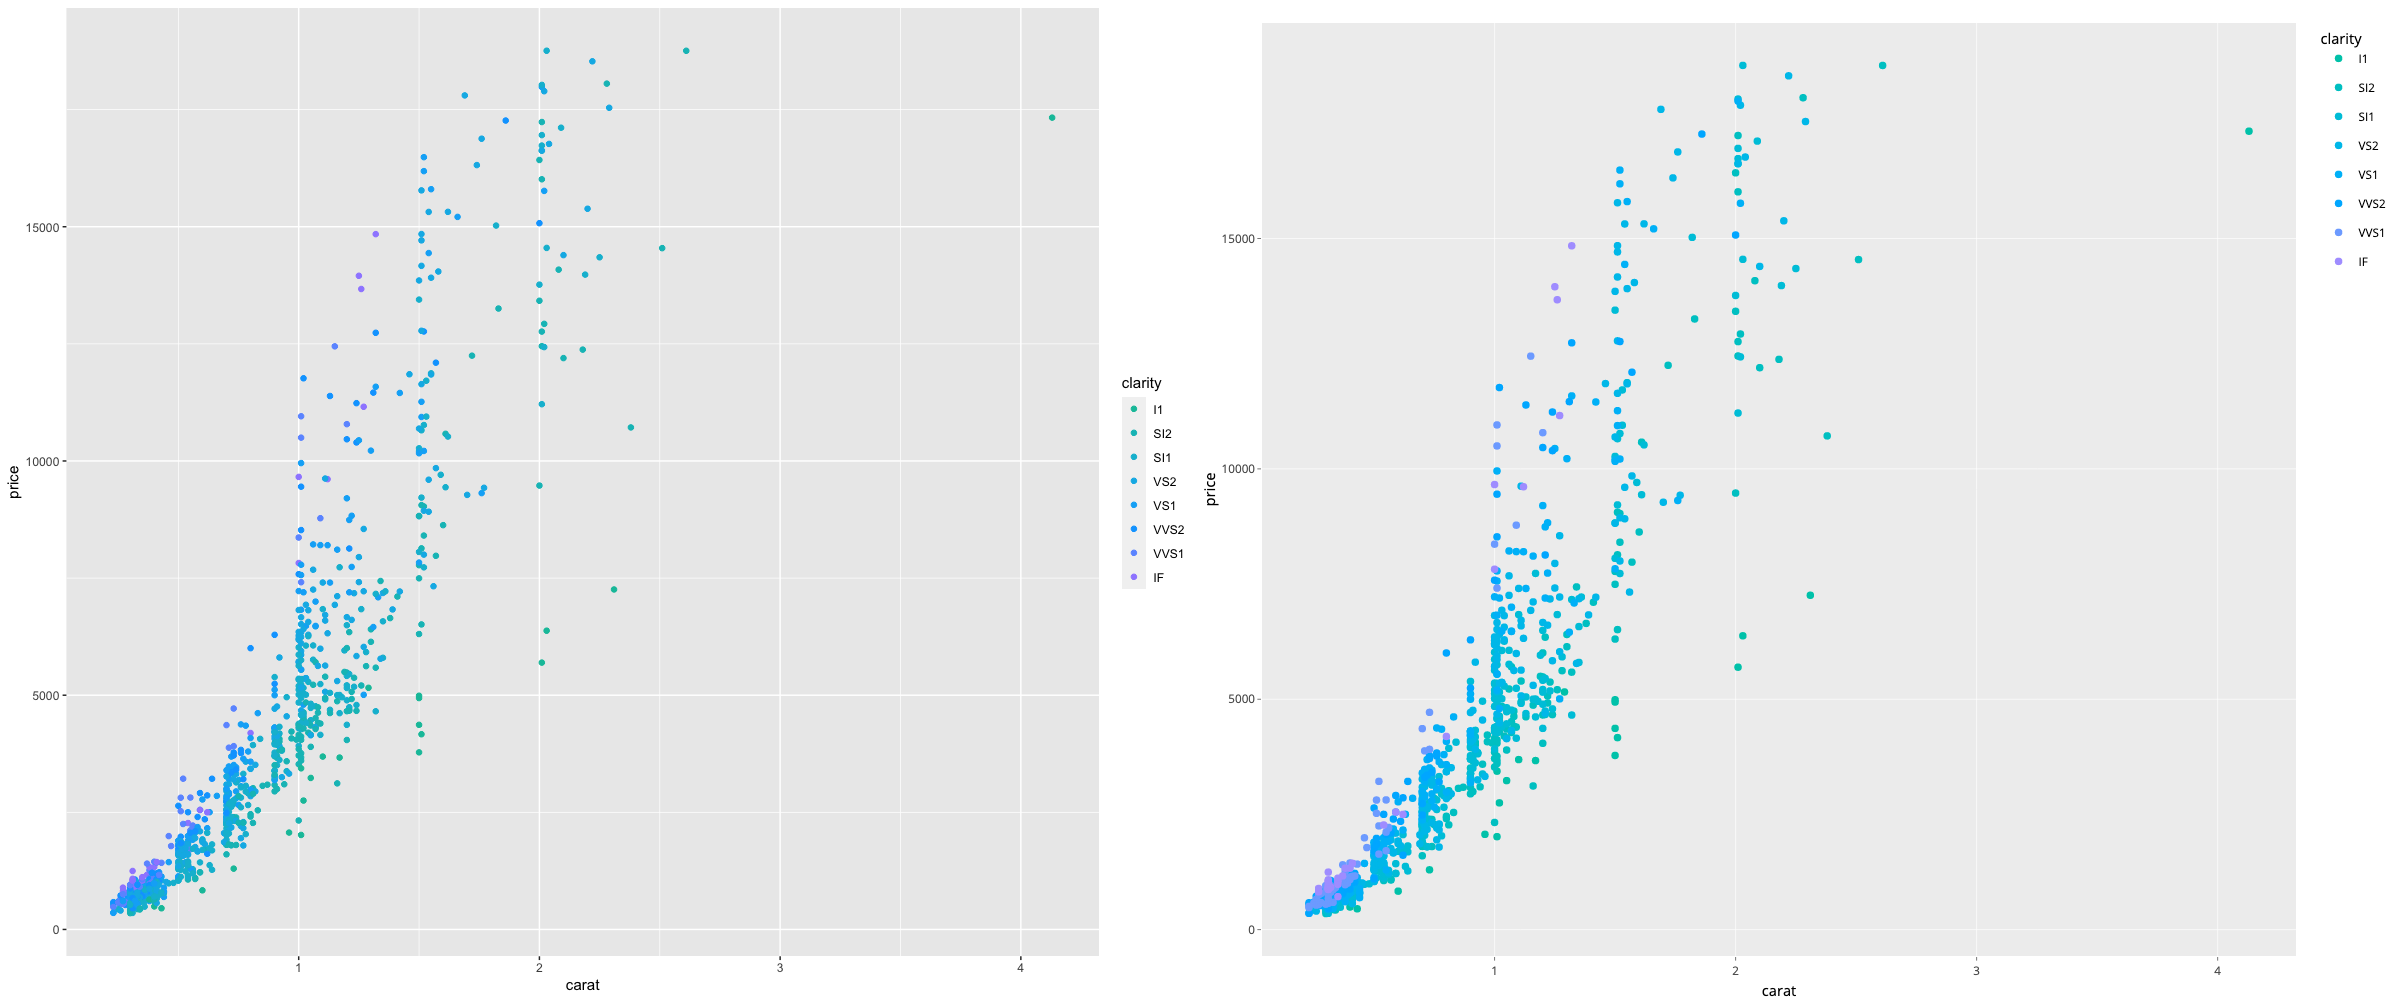 price
15000
10000
5000
0
1
2
3
4
carat
clarity
I1
SI2
SI1
VS2
VS1
VVS2
VVS1
IF
price
15000
10000
5000
0
1
2
3
4
carat
clarity
I1
SI2
SI1
VS2
VS1
VVS2
VVS1
IF